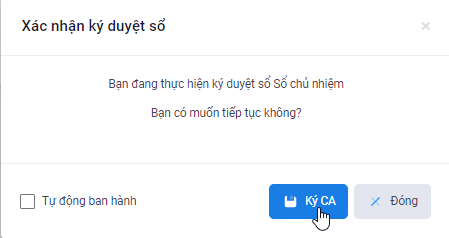 Xác nhận ký duyệt sổ
Bạn đang thực hiện ký duyệt sổ Sổ chủ nhiệm
Bạn có muốn tiếp tục không?
Tự động ban hành
Ký CA
Đóng